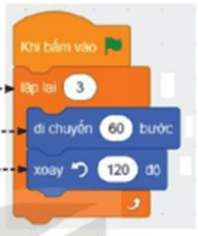 Khi bấm vào
lặp lại 3
di chuyển 60 bước
xoay 120 độ